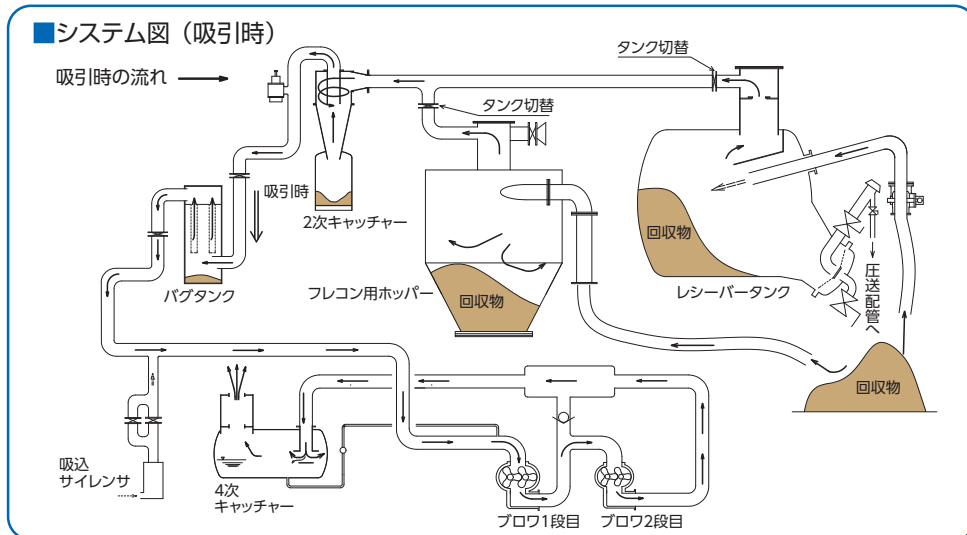 ■システム図（吸引時）
吸引時の流れ
タンク切替
タンク切替
吸引時
2次キャッチャー
バグタンク
フレコン用ホッパー
回収物
回収物
レシーバータンク
圧送配管へ
回収物
吸込
サイレンサ
4次
キャッチャー
ブロワ1段目
ブロワ2段目